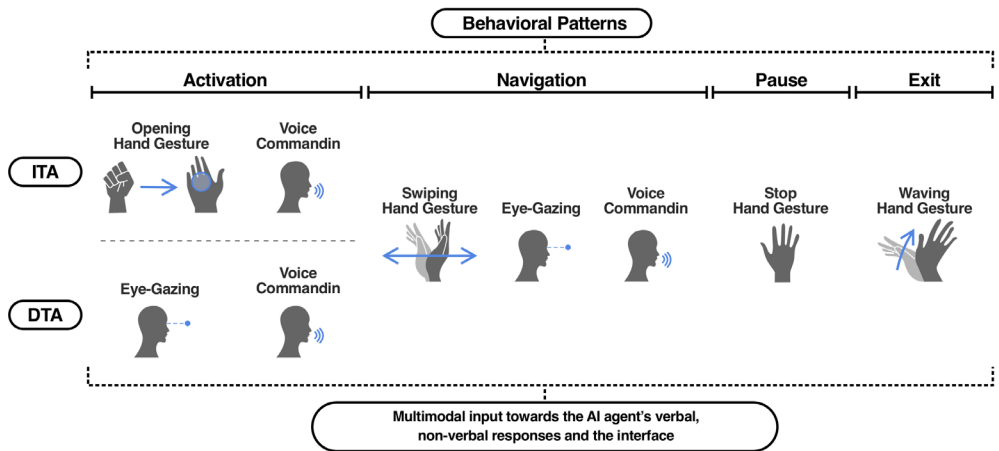 Behavioral Patterns
Activation
Navigation
Pause
Exit
ITA
Opening
Hand Gesture
Voice
Commandin
Swiping
Hand Gesture
Eye-Gazing
Voice
Commandin
Stop
Hand Gesture
Waving
Hand Gesture
DTA
Eye-Gazing
Voice
Commandin
Multimodal input towards the AI agent's verbal,
non-verbal responses and the interface